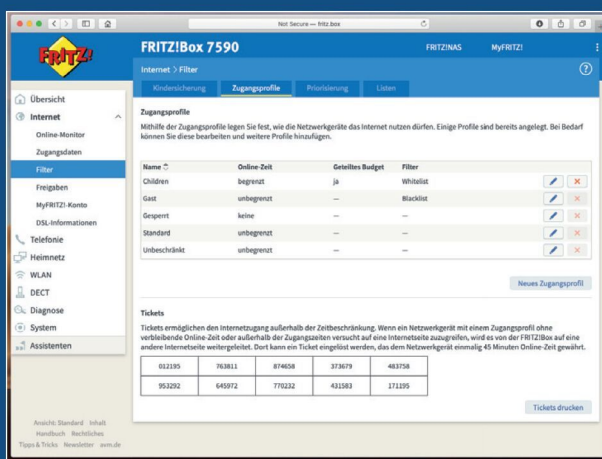 Not Secure — fritz.box
FRITZ!
FRITZ!Box 7590
FRITZ!NAS
MyFRITZ!
Internet > Filter
Kindersicherung
Zugangsprofile
Priorisierung
Listen
Übersicht
Internet
Online-Monitor
Zugangsdaten
Filter
Freigaben
MyFRITZ!-Konto
DSL-Informationen
Telefonie
Heimnetz
WLAN
DECT
Diagnose
System
Assistenten
Ansicht: Standard Inhalt
Handbuch Rechtliches
Tipps & Tricks Newsletter avm.de
Zugangsprofile
Mithilfe der Zugangsprofile legen Sie fest, wie die Netzwerkgeräte das Internet nutzen dürfen. Einige Profile sind bereits angelegt. Bei Bedarf
können Sie diese bearbeiten und weitere Profile hinzufügen.
Name Online-Zeit Geteiltes Budget Filter
Children begrenzt ja Whitelist
Gast unbegrenzt — Blacklist
Gesperrt keine — —
Standard unbegrenzt — —
Unbeschränkt unbegrenzt — —
Neues Zugangsprofil
Tickets
Tickets ermöglichen den Internetzugang außerhalb der Zeitbeschränkung. Wenn ein Netzwerkgerät mit einem Zugangsprofil ohne
verbleibende Online-Zeit oder außerhalb der Zugangszeiten versucht auf eine Internetseite zuzugreifen, wird es von der FRITZ!Box auf eine
andere Internetseite weitergeleitet. Dort kann ein Ticket eingelöst werden, das dem Netzwerkgerät einmalig 45 Minuten Online-Zeit gewährt.
012195 763811 874658 373679 483758
953292 645972 770232 431583 171195
Tickets drucken